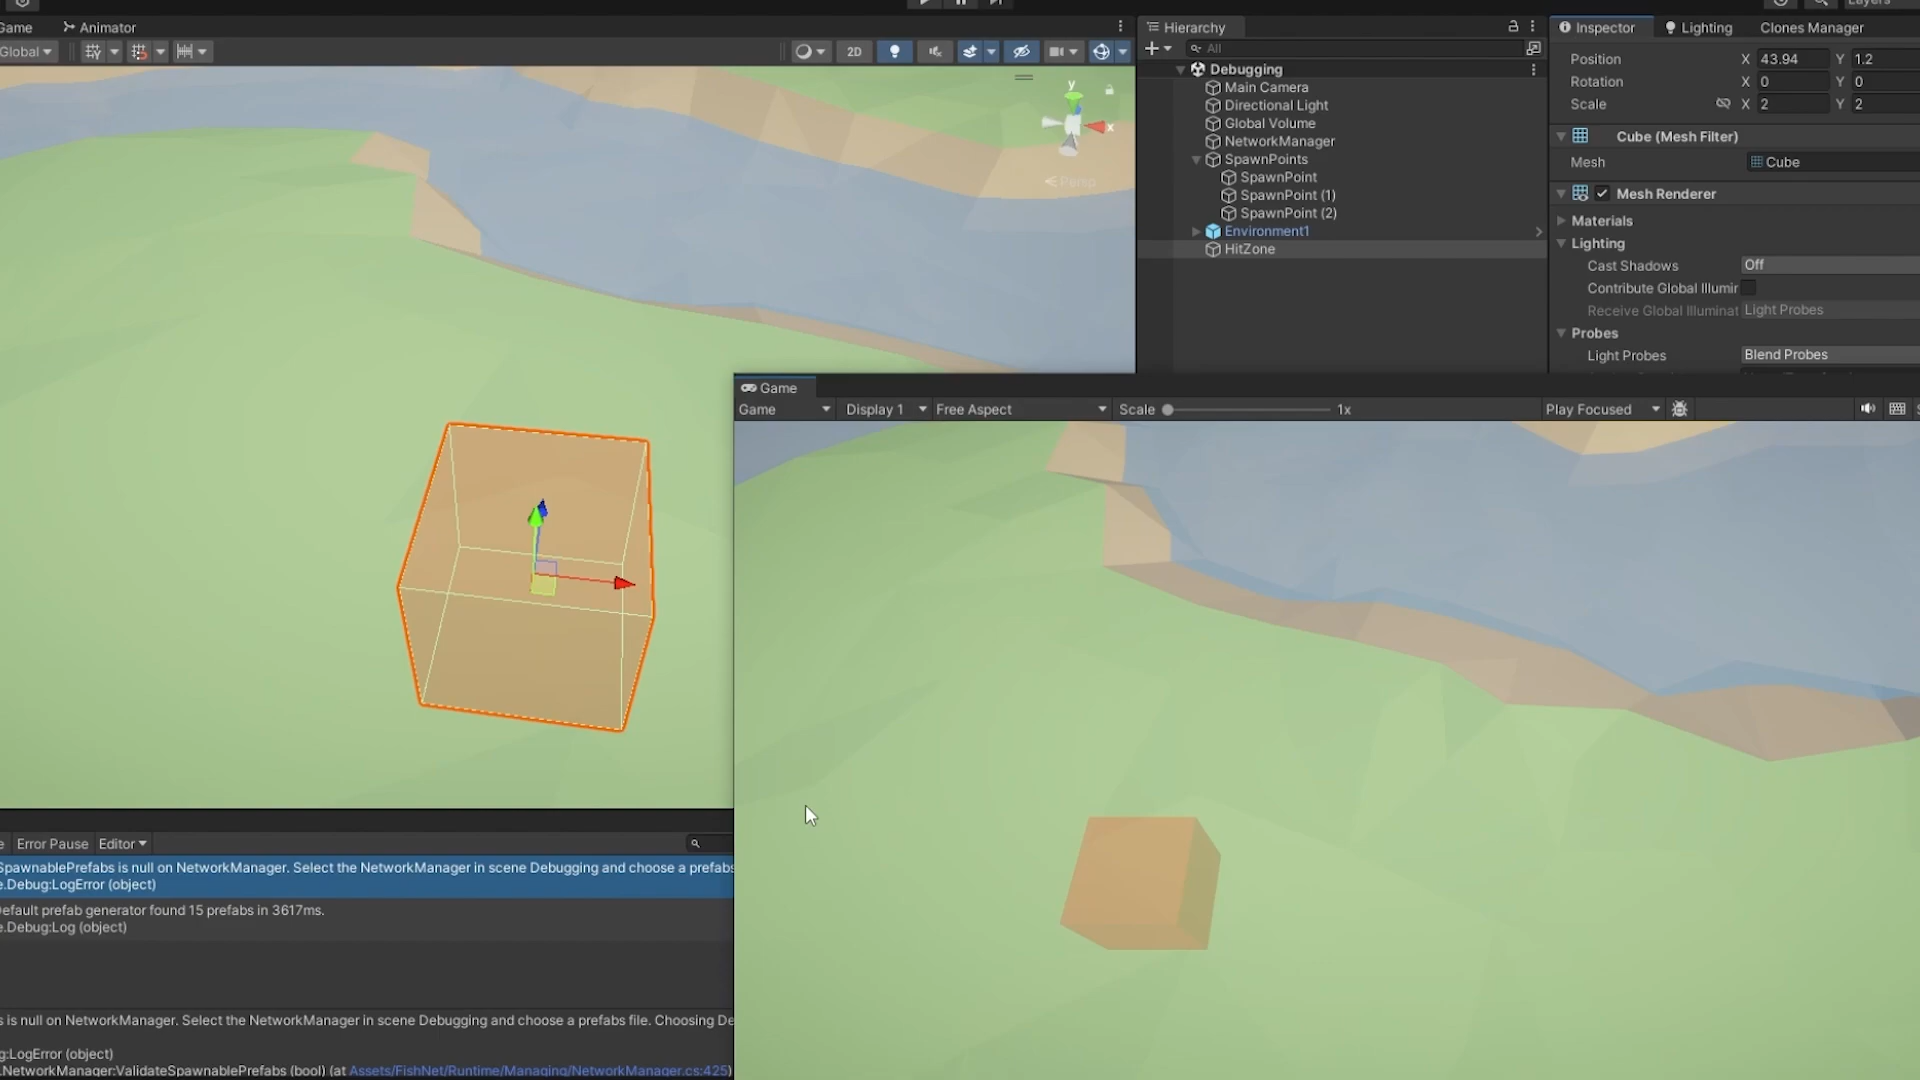 Layers
Game
Animator
Global
2D
y
x
Persp
Hierarchy
All
Debugging
Main Camera
Directional Light
Global Volume
NetworkManager
SpawnPoints
SpawnPoint
SpawnPoint (1)
SpawnPoint (2)
Environment1
HitZone
Inspector
Lighting
Clones Manager
Position X 43.94 Y 1.2
Rotation X 0 Y 0
Scale X 2 Y 2
Cube (Mesh Filter)
Mesh Cube
Mesh Renderer
Materials
Lighting
Cast Shadows Off
Contribute Global Illumir
Receive Global Illuminat Light Probes
Probes
Light Probes Blend Probes
Game
Game Display 1 Free Aspect Scale 1x Play Focused
Error Pause Editor
SpawnablePrefabs is null on NetworkManager. Select the NetworkManager in scene Debugging and choose a prefabs
e.Debug:LogError (object)
efault prefab generator found 15 prefabs in 3617ms.
e.Debug:Log (object)
s is null on NetworkManager. Select the NetworkManager in scene Debugging and choose a prefabs file. Choosing De
g:LogError (object)
.NetworkManager:ValidateSpawnablePrefabs (bool) (at Assets/FishNet/Runtime/Managing/NetworkManager.cs:425)